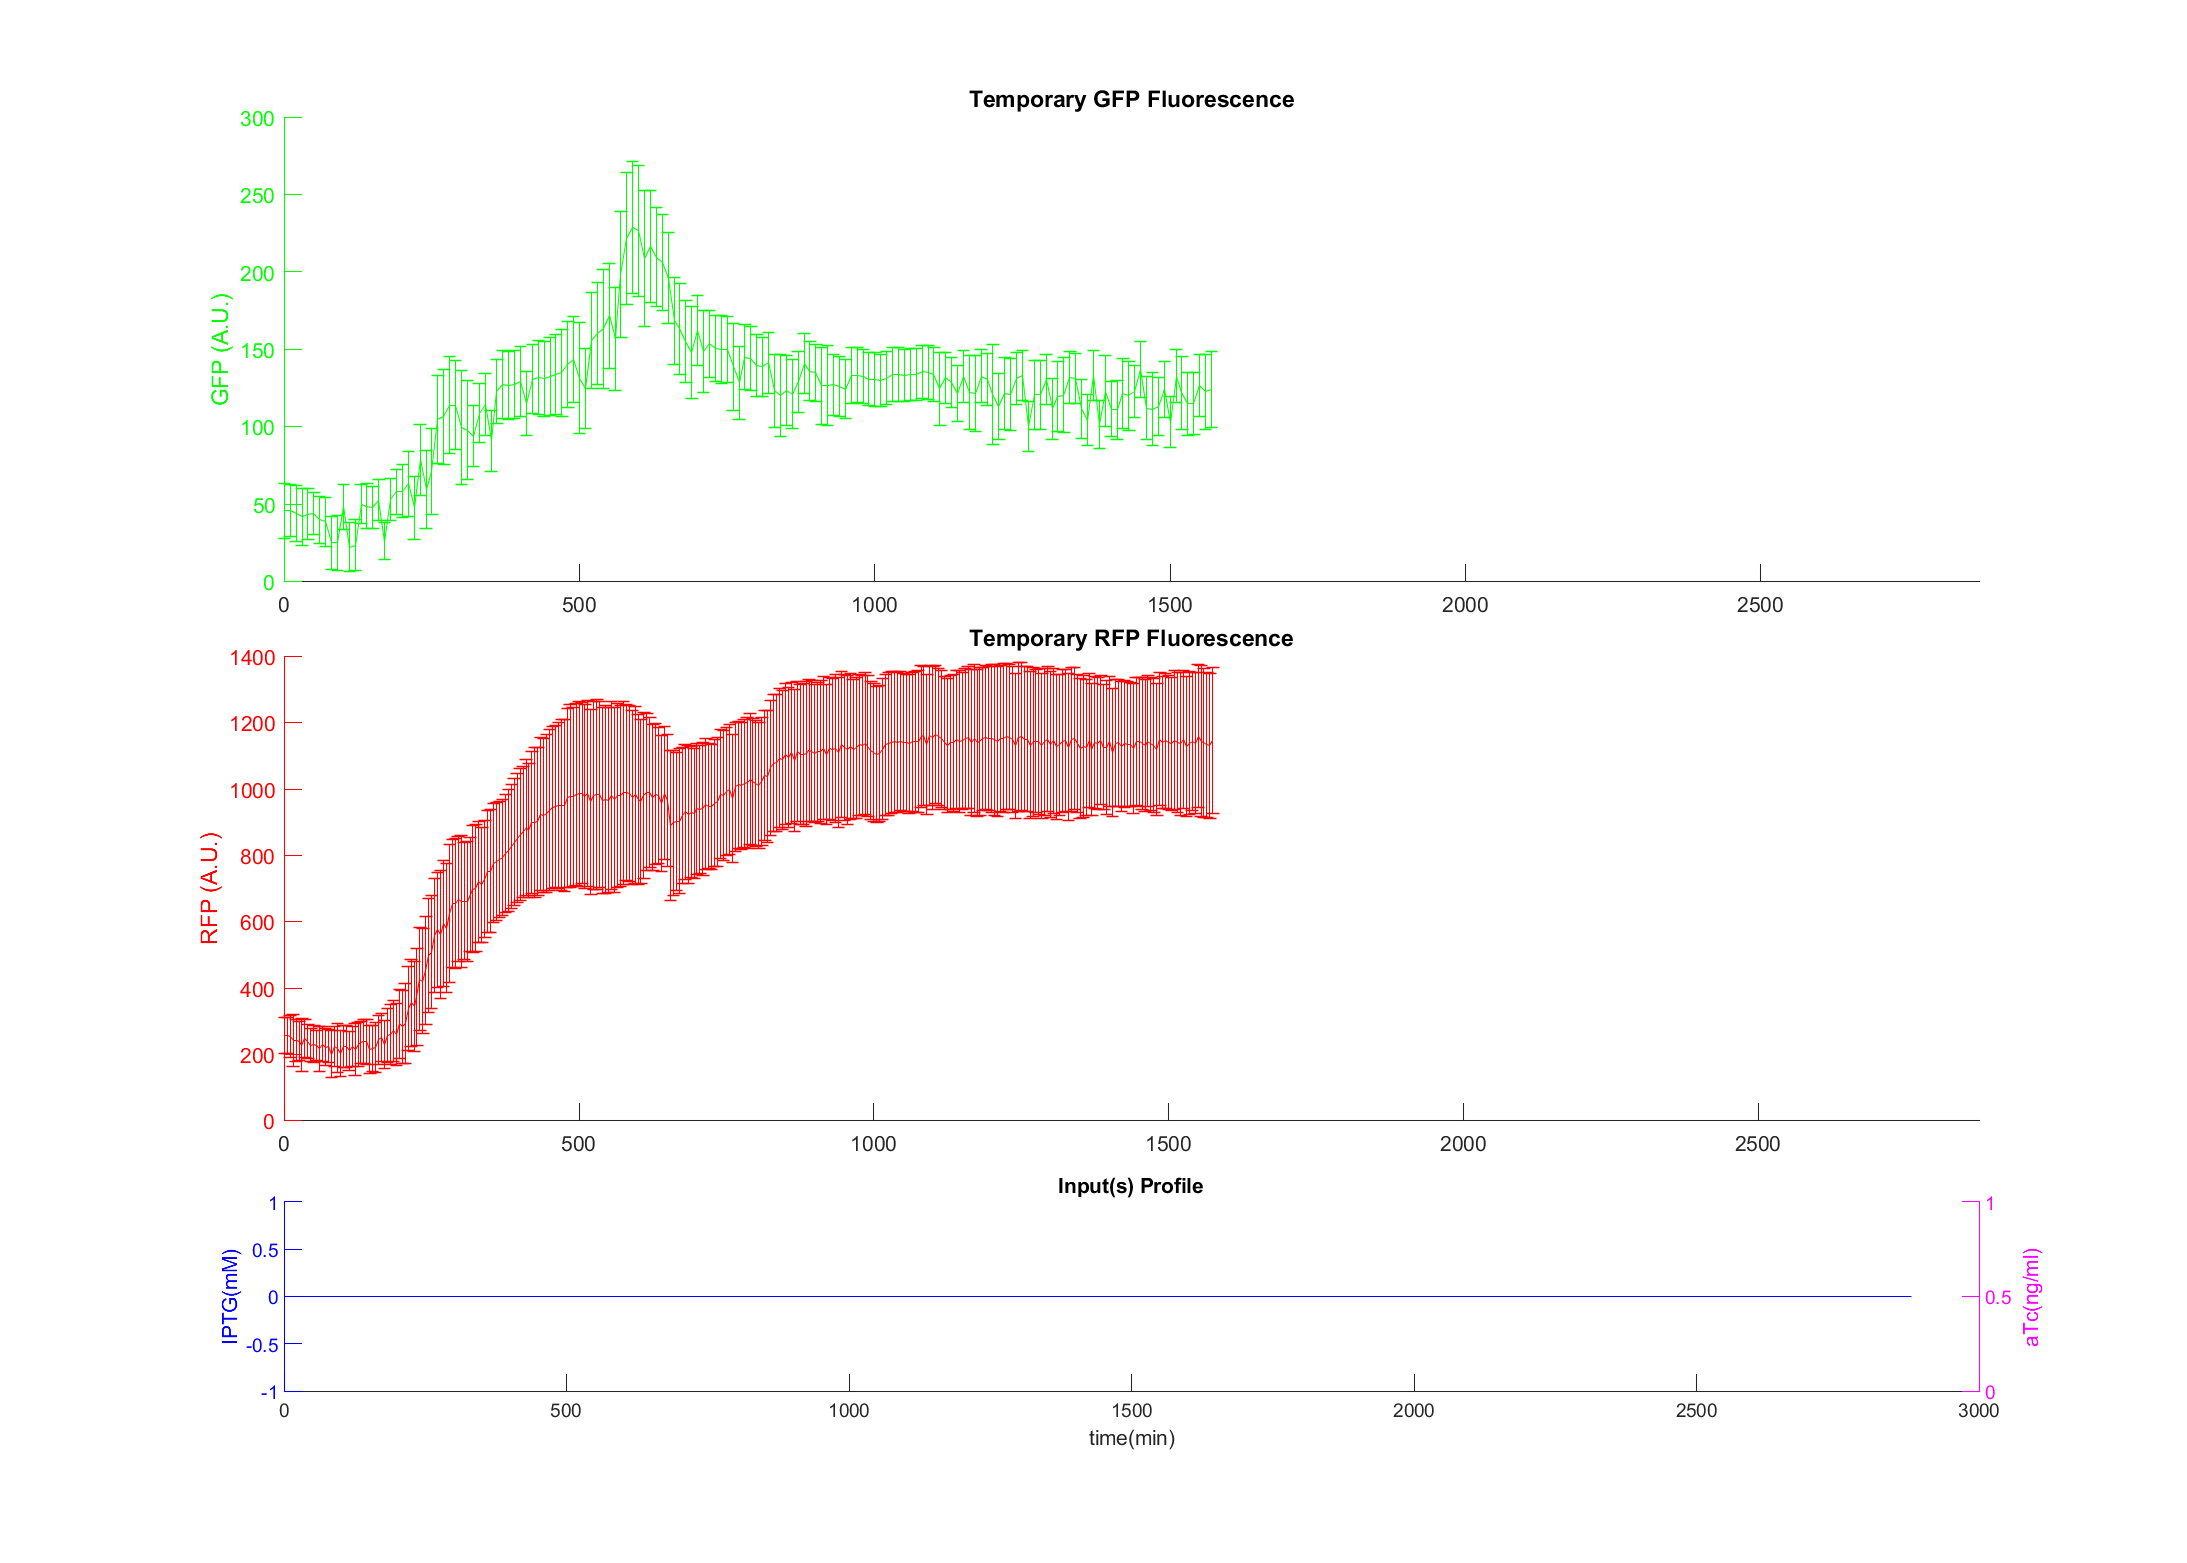 Temporary GFP Fluorescence
300
250
200
150
100
50
0
GFP (A.U.)
0 500 1000 1500 2000 2500
Temporary RFP Fluorescence
1400
1200
1000
800
600
400
200
0
RFP (A.U.)
0 500 1000 1500 2000 2500
Input(s) Profile
1
0.5
0
-0.5
-1
IPTG(mM)
1
0.5
0
aTc(ng/ml)
0 500 1000 1500 2000 2500 3000
time(min)